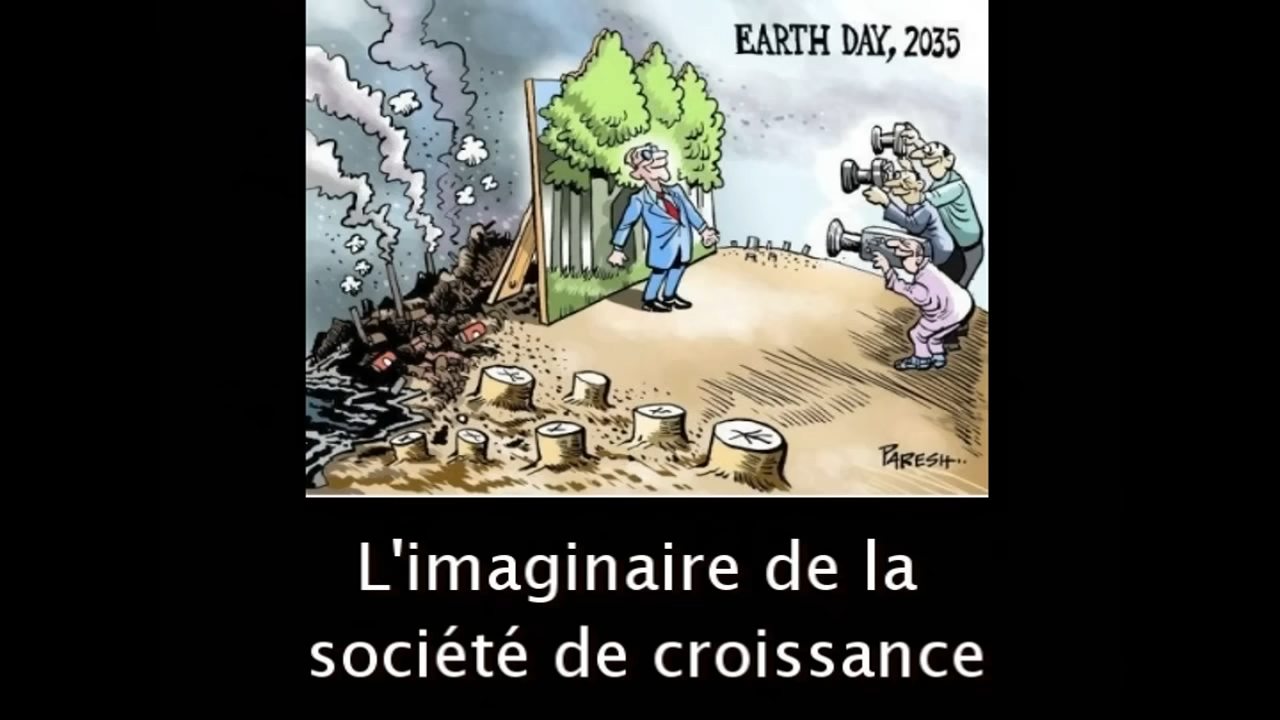 EARTH DAY, 2035
PARESH..
L'imaginaire de la
société de croissance